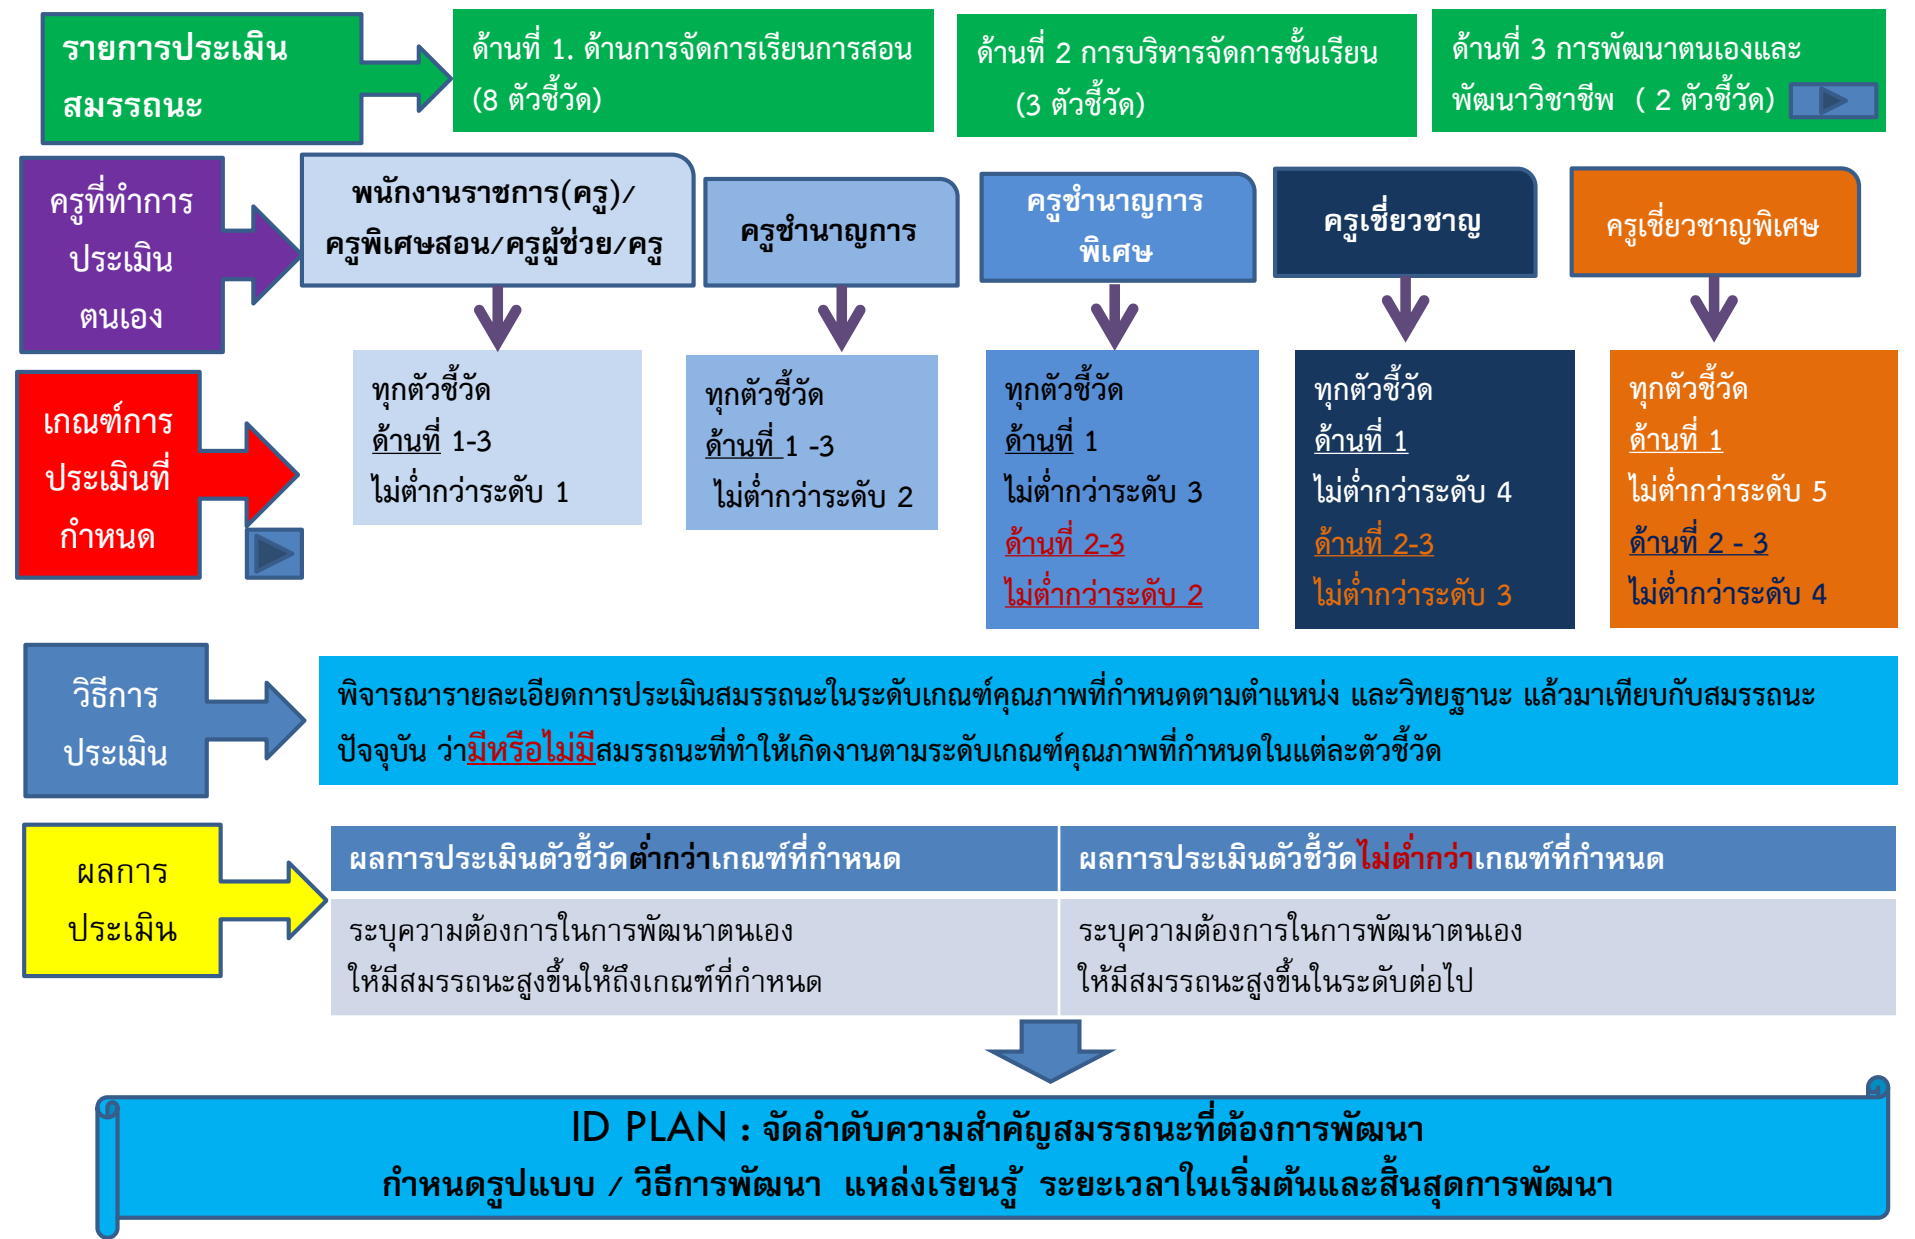 รายการประเมิน
สมรรถนะ
ด้านที่ 1. ด้านการจัดการเรียนการสอน
(8 ตัวชี้วัด)
ด้านที่ 2 การบริหารจัดการชั้นเรียน
(3 ตัวชี้วัด)
ด้านที่ 3 การพัฒนาตนเองและ
พัฒนาวิชาชีพ ( 2 ตัวชี้วัด)
ครูที่ทำการ
ประเมิน
ตนเอง
พนักงานราชการ(ครู)/
ครูพิเศษสอน/ครูผู้ช่วย/ครู
ครูชำนาญการ
ครูชำนาญการ
พิเศษ
ครูเชี่ยวชาญ
ครูเชี่ยวชาญพิเศษ
เกณฑ์การ
ประเมินที่
กำหนด
ทุกตัวชี้วัด
ด้านที่ 1-3
ไม่ต่ำกว่าระดับ 1
ทุกตัวชี้วัด
ด้านที่ 1 -3
ไม่ต่ำกว่าระดับ 2
ทุกตัวชี้วัด
ด้านที่ 1
ไม่ต่ำกว่าระดับ 3
ด้านที่ 2-3
ไม่ต่ำกว่าระดับ 2
ทุกตัวชี้วัด
ด้านที่ 1
ไม่ต่ำกว่าระดับ 4
ด้านที่ 2-3
ไม่ต่ำกว่าระดับ 3
ทุกตัวชี้วัด
ด้านที่ 1
ไม่ต่ำกว่าระดับ 5
ด้านที่ 2 - 3
ไม่ต่ำกว่าระดับ 4
วิธีการ
ประเมิน
พิจารณารายละเอียดการประเมินสมรรถนะในระดับเกณฑ์คุณภาพที่กำหนดตามตำแหน่ง และวิทยฐานะ แล้วมาเทียบกับสมรรถนะ
ปัจจุบัน ว่ามีหรือไม่มีสมรรถนะที่ทำให้เกิดงานตามระดับเกณฑ์คุณภาพที่กำหนดในแต่ละตัวชี้วัด
ผลการ
ประเมิน
ผลการประเมินตัวชี้วัดต่ำกว่าเกณฑ์ที่กำหนด
ผลการประเมินตัวชี้วัดไม่ต่ำกว่าเกณฑ์ที่กำหนด
ระบุความต้องการในการพัฒนาตนเอง
ให้มีสมรรถนะสูงขึ้นให้ถึงเกณฑ์ที่กำหนด
ระบุความต้องการในการพัฒนาตนเอง
ให้มีสมรรถนะสูงขึ้นในระดับต่อไป
ID PLAN : จัดลำดับความสำคัญสมรรถนะที่ต้องการพัฒนา
กำหนดรูปแบบ / วิธีการพัฒนา แหล่งเรียนรู้ ระยะเวลาในเริ่มต้นและสิ้นสุดการพัฒนา